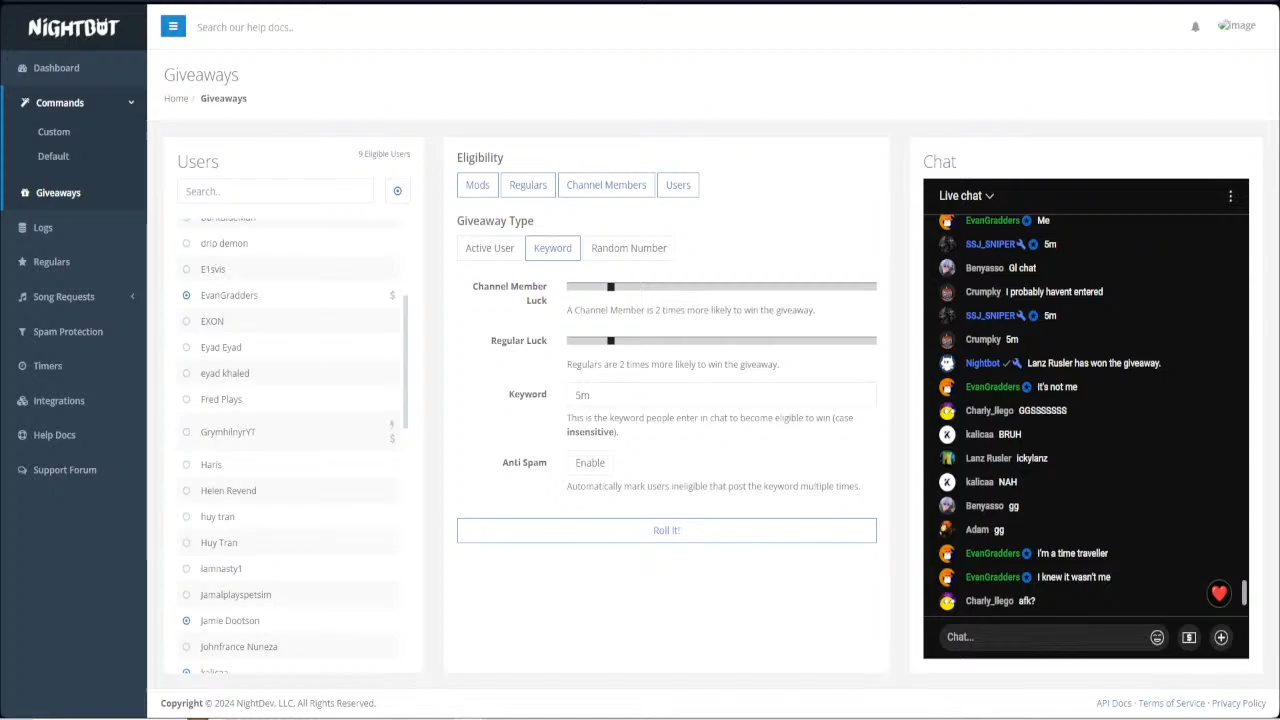 NIGHTBOT
Search our help docs..
Image
Dashboard
Commands
Custom
Default
Giveaways
Logs
Regulars
Song Requests
Spam Protection
Timers
Integrations
Help Docs
Support Forum
Giveaways
Home / Giveaways
Users
9 Eligible Users
Search..
DarkBlueMan
drip demon
E1svis
EvanGradders $
EXON
Eyad Eyad
eyad khaled
Fred Plays
GrymhilnyrYT $
Haris
Helen Revend
huy tran
Huy Tran
iamnasty1
Jamalplayspetsim
Jamie Dootson
Johnfrance Nuneza
kalicaa
Eligibility
Mods Regulars Channel Members Users
Giveaway Type
Active User Keyword Random Number
Channel Member
Luck
A Channel Member is 2 times more likely to win the giveaway.
Regular Luck
Regulars are 2 times more likely to win the giveaway.
Keyword 5m
This is the keyword people enter in chat to become eligible to win (case
insensitive).
Anti Spam Enable
Automatically mark users ineligible that post the keyword multiple times.
Roll It!
Chat
Live chat
EvanGradders Me
SSJ_SNIPER 5m
Benyasso Gl chat
Crumpky I probably havent entered
SSJ_SNIPER 5m
Crumpky 5m
Nightbot Lanz Rusler has won the giveaway.
EvanGradders It's not me
Charly_llego GGSSSSSSS
kalicaa BRUH
Lanz Rusler ickylanz
kalicaa NAH
Benyasso gg
Adam gg
EvanGradders I'm a time traveller
EvanGradders I knew it wasn't me
Charly_llego afk?
Chat...
Copyright © 2024 NightDev, LLC. All Rights Reserved.
API Docs · Terms of Service · Privacy Policy